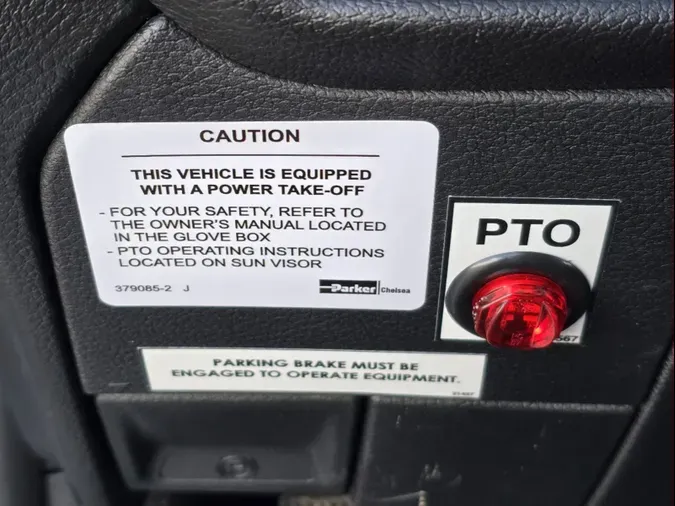 CAUTION
THIS VEHICLE IS EQUIPPED
WITH A POWER TAKE-OFF
- FOR YOUR SAFETY, REFER TO
THE OWNER'S MANUAL LOCATED
IN THE GLOVE BOX
- PTO OPERATING INSTRUCTIONS
LOCATED ON SUN VISOR
379085-2 J
Parker Chelsea
PTO
567
PARKING BRAKE MUST BE
ENGAGED TO OPERATE EQUIPMENT.